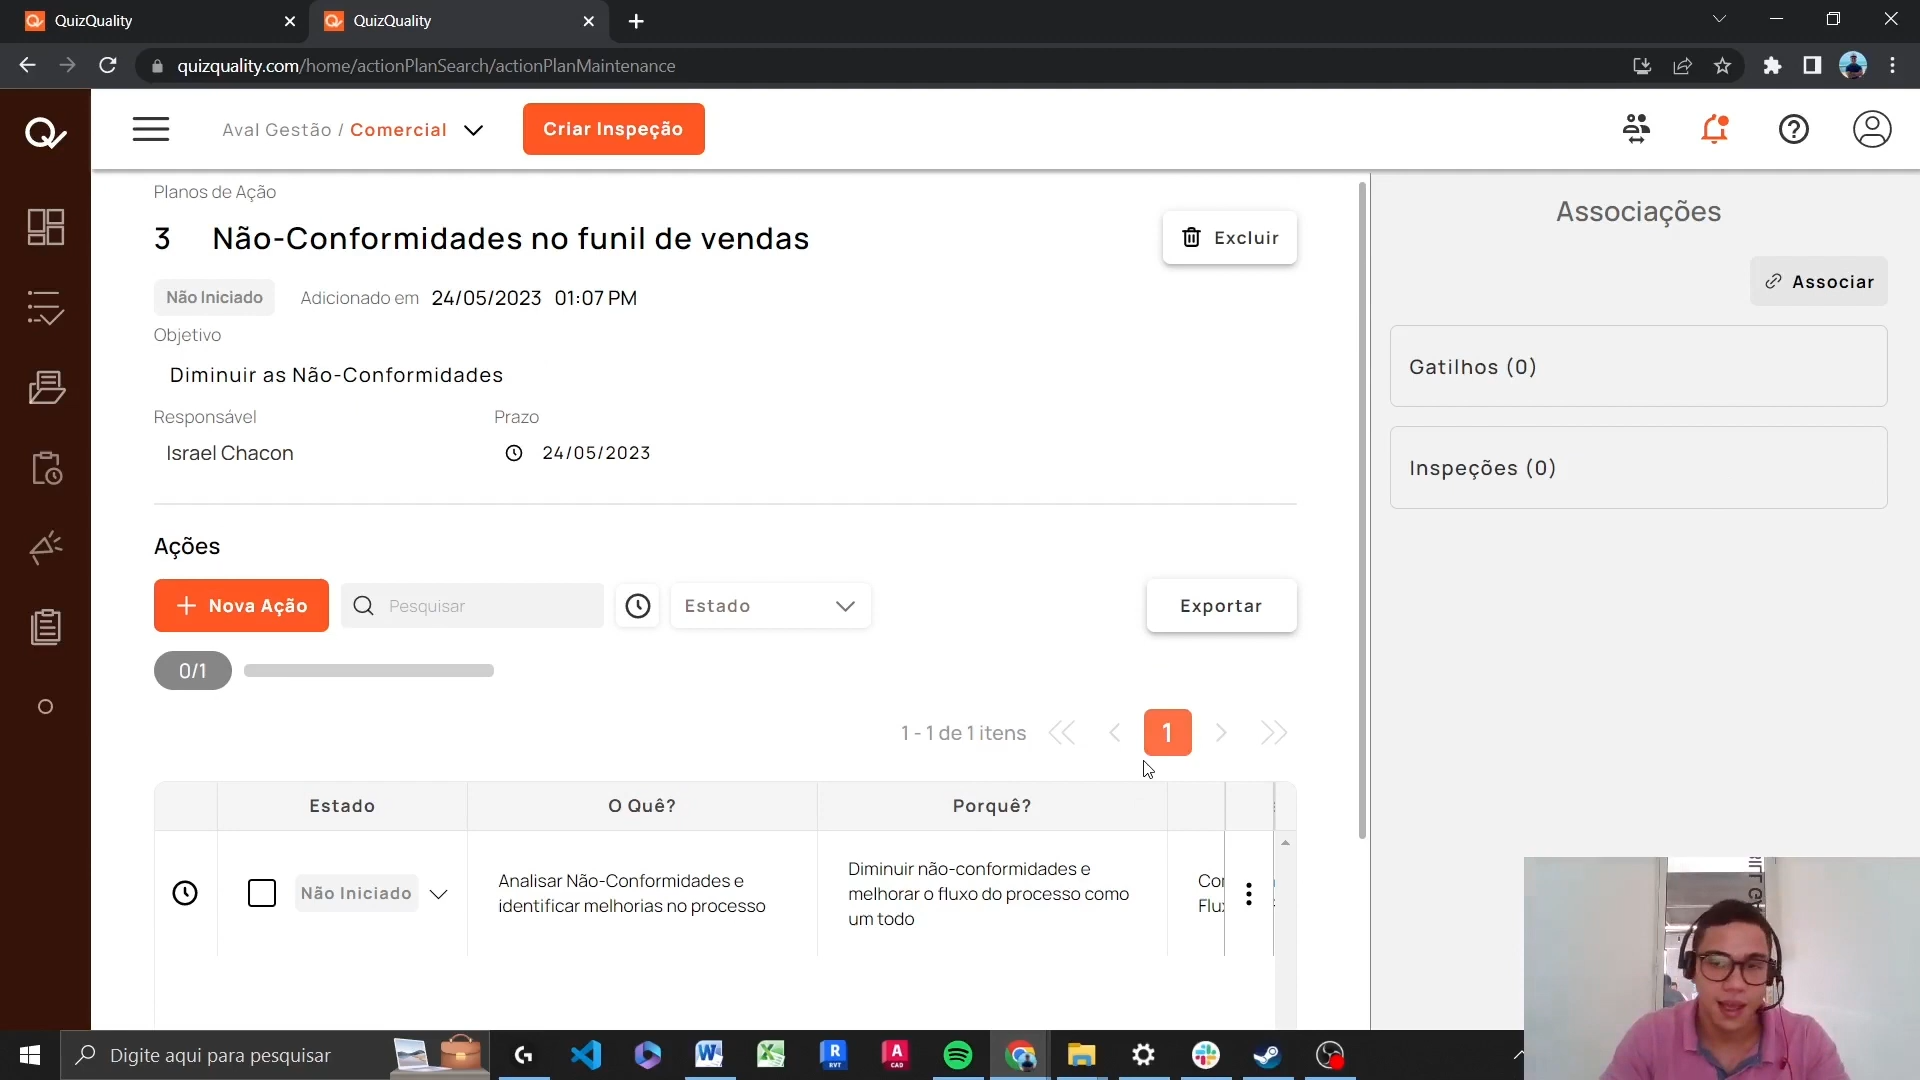 QuizQuality
QuizQuality
quizquality.com/home/actionPlanSearch/actionPlanMaintenance
Aval Gestão / Comercial
Criar Inspeção
Planos de Ação
3 Não-Conformidades no funil de vendas
Excluir
Não Iniciado Adicionado em 24/05/2023 01:07 PM
Objetivo
Diminuir as Não-Conformidades
Responsável Prazo
Israel Chacon 24/05/2023
Ações
Nova Ação Pesquisar Estado Exportar
0/1
1 - 1 de 1 itens 1
Estado O Quê? Porquê?
Não Iniciado
Analisar Não-Conformidades e
identificar melhorias no processo
Diminuir não-conformidades e
melhorar o fluxo do processo como
um todo
Associações
Associar
Gatilhos (0)
Inspeções (0)
Digite aqui para pesquisar